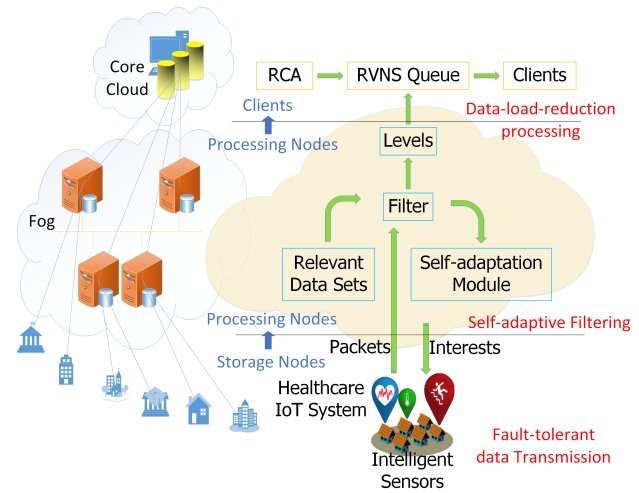 Core
Cloud
Fog
RCA
RVNS Queue
Clients
Clients
Processing Nodes
Data-load-reduction
processing
Levels
Filter
Relevant
Data Sets
Self-adaptation
Module
Processing Nodes
Storage Nodes
Self-adaptive Filtering
Packets
Interests
Healthcare
IoT System
Intelligent
Sensors
Fault-tolerant
data Transmission